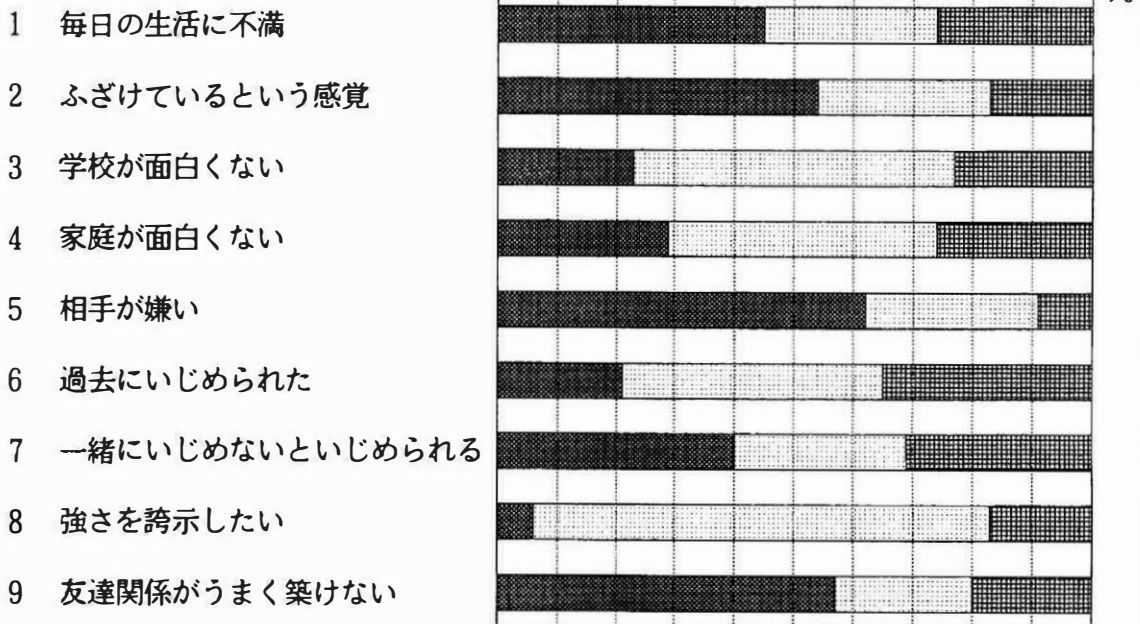 1 毎日の生活に不満
2 ふざけているという感覚
3 学校が面白くない
4 家庭が面白くない
5 相手が嫌い
6 過去にいじめられた
7 一緒にいじめないといじめられる
8 強さを誇示したい
9 友達関係がうまく築けない